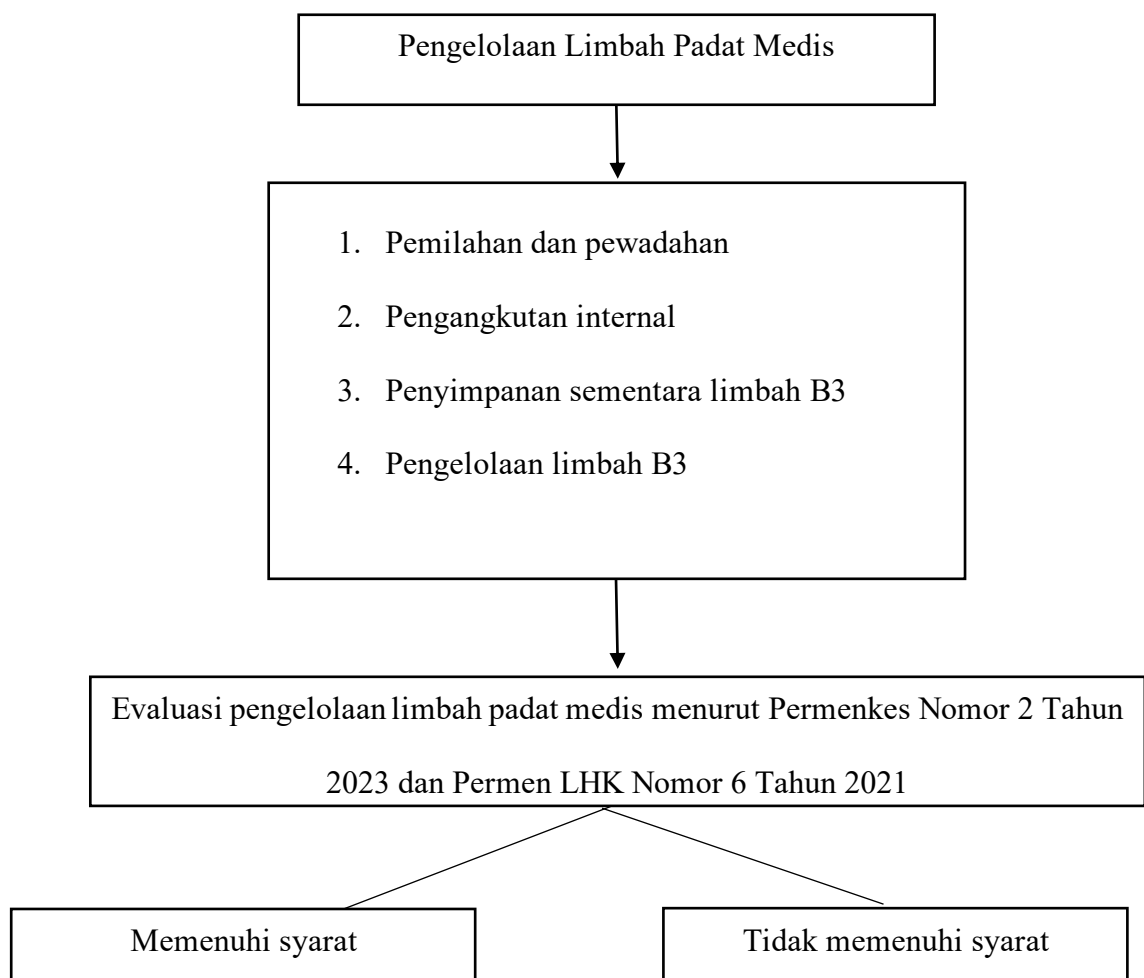 Pengelolaan Limbah Padat Medis
1. Pemilahan dan pewadahan
2. Pengangkutan internal
3. Penyimpanan sementara limbah B3
4. Pengelolaan limbah B3
Evaluasi pengelolaan limbah padat medis menurut Permenkes Nomor 2 Tahun
2023 dan Permen LHK Nomor 6 Tahun 2021
Memenuhi syarat
Tidak memenuhi syarat